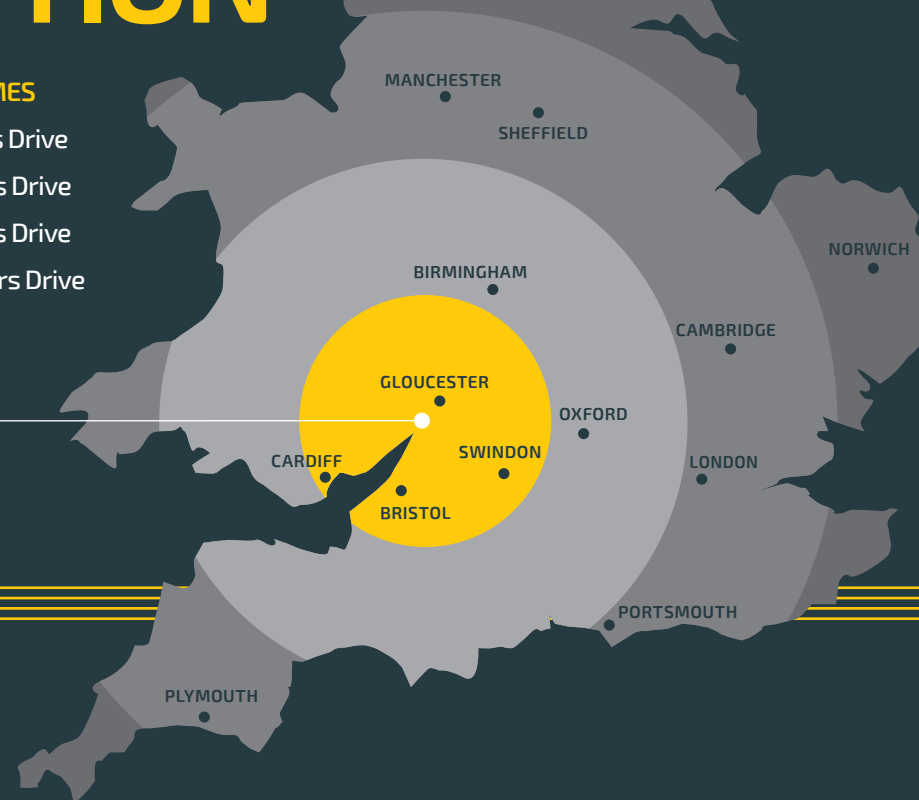 TION
MES
s Drive
s Drive
s Drive
rs Drive
MANCHESTER
SHEFFIELD
NORWICH
BIRMINGHAM
CAMBRIDGE
GLOUCESTER
OXFORD
SWINDON
CARDIFF
LONDON
BRISTOL
PORTSMOUTH
PLYMOUTH